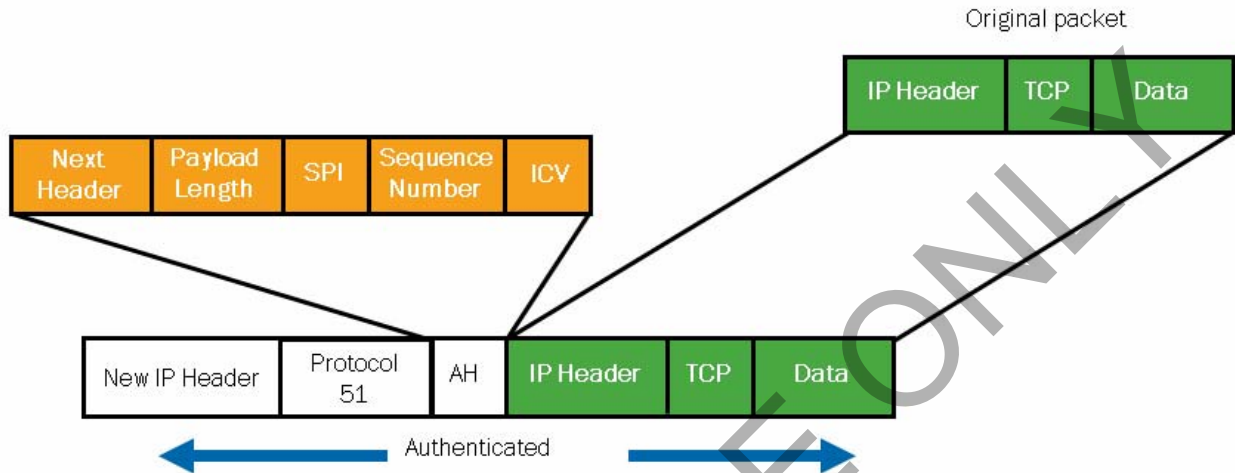 Original packet
IP Header TCP Data
Next Header Payload Length SPI Sequence Number ICV
New IP Header Protocol 51 AH IP Header TCP Data
Authenticated
E ONLY